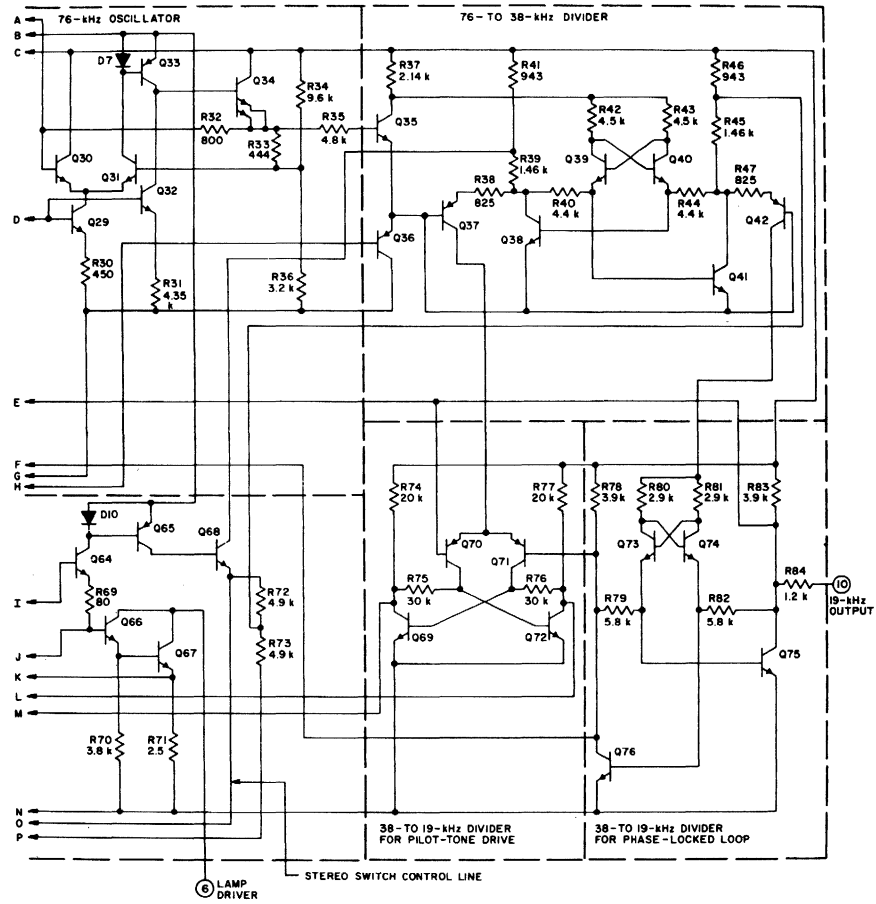 A
76-kHz OSCILLATOR
76- TO 38-kHz DIVIDER
B
C
D7
Q33
Q34
R34
9.6 k
R37
2.14 k
R41
943
R46
943
R32
800
R33
444
R35
4.8 k
Q35
R42
4.5 k
R43
4.5 k
R45
1.46 k
Q30
Q31
Q32
Q39
Q40
R39
1.46 k
R38
825
R47
825
D
Q29
R40
4.4 k
R44
4.4 k
Q37
Q38
Q42
Q36
R30
450
R31
4.35
k
R36
3.2 k
Q41
E
F
G
H
R74
20 k
R77
20 k
R78
3.9 k
R80
2.9 k
R81
2.9 k
R83
3.9 k
D10
Q65
Q68
Q64
Q70
Q71
Q73
Q74
R69
80
R72
4.9 k
R75
30 k
R76
30 k
R79
5.8 k
R82
5.8 k
R84
1.2 k
10
19-kHz
OUTPUT
I
Q66
Q67
R73
4.9 k
Q69
Q72
Q75
J
K
L
M
R70
3.8 k
R71
2.5
Q76
N
O
P
38-TO 19-kHz DIVIDER
FOR PILOT-TONE DRIVE
38-TO 19-kHz DIVIDER
FOR PHASE-LOCKED LOOP
STEREO SWITCH CONTROL LINE
6
LAMP
DRIVER